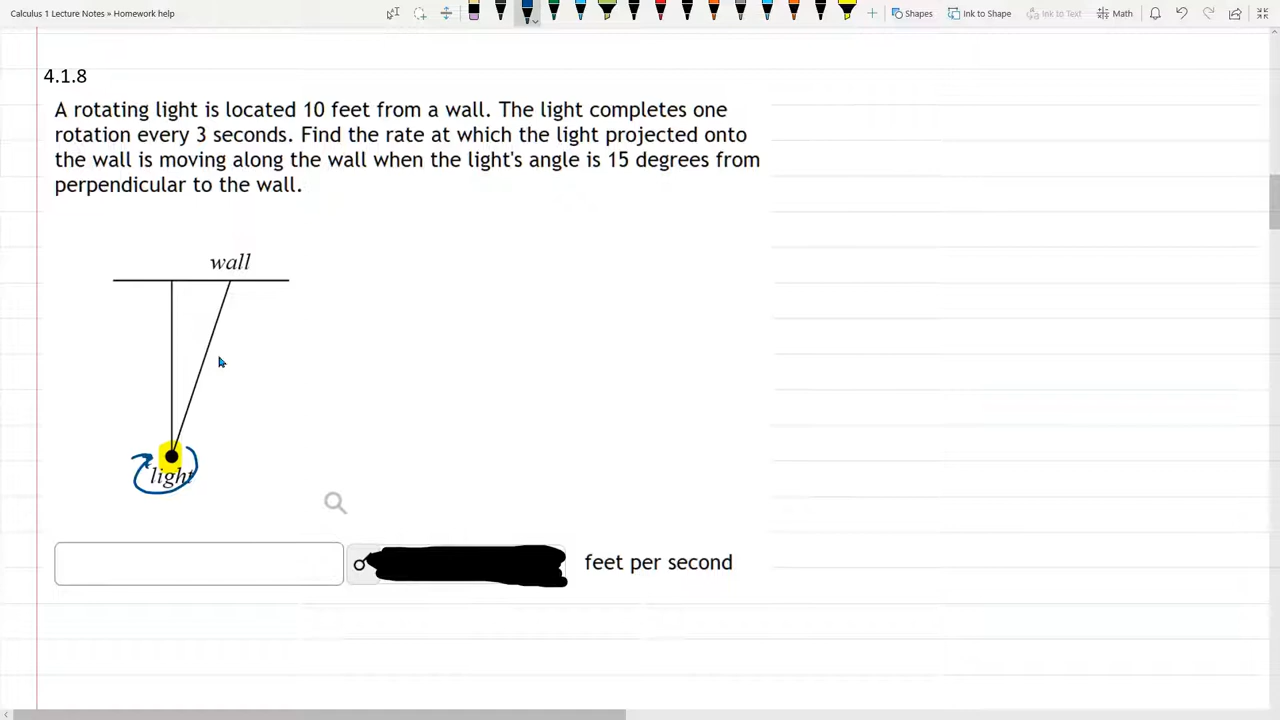 Calculus 1 Lecture Notes » Homework help
Shapes
Ink to Shape
Ink to Text
Math
4.1.8
A rotating light is located 10 feet from a wall. The light completes one
rotation every 3 seconds. Find the rate at which the light projected onto
the wall is moving along the wall when the light's angle is 15 degrees from
perpendicular to the wall.
wall
light
feet per second